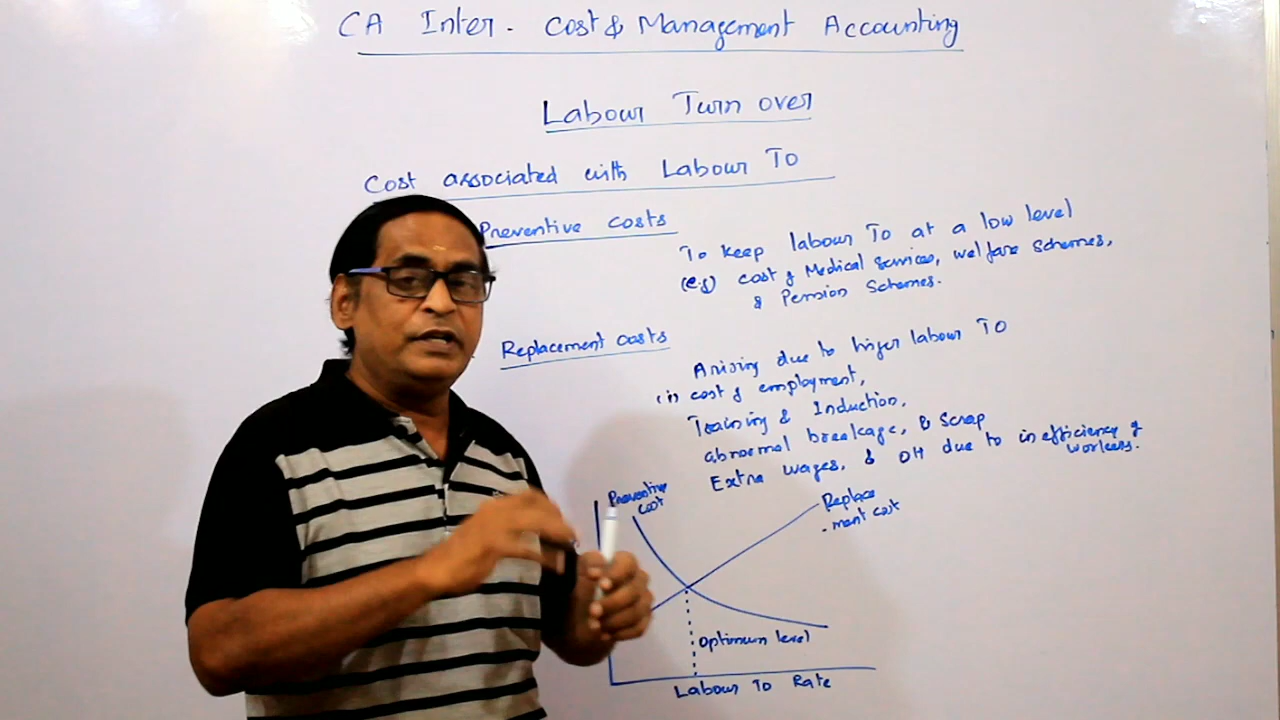 CA Inter. Cost & Management Accounting
Labour Turn over
Cost associated with Labour TO
Preventive costs
To keep labour To at a low level
(e.g) cost of Medical services, welfare schemes,
& Pension schemes.
Replacement costs
Arising due to higer labour TO
(i) cost of employment,
Training & Induction,
abnormal breakage, & scrap
Extra wages, & OH due to inefficiency of
workers.
Preventive
cost
Replace
-ment cost
Optimum level
Labour To Rate